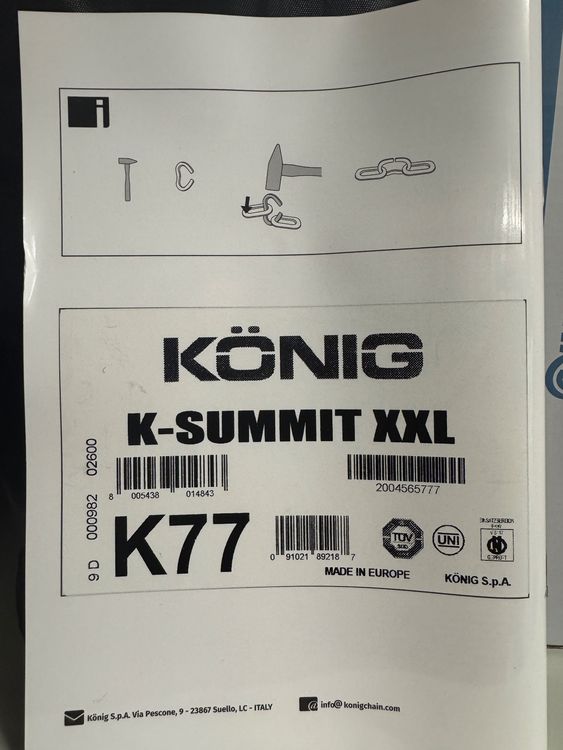 i
KÖNIG
K-SUMMIT XXL
8 005438 014843
2004565777
9 D 000982 02600
K77
0 91021 89218 7
TÜV
UNI
MADE IN EUROPE
KÖNIG S.p.A.
König S.p.A. Via Pescone, 9 - 23867 Suello, LC - ITALY
info@konigchain.com